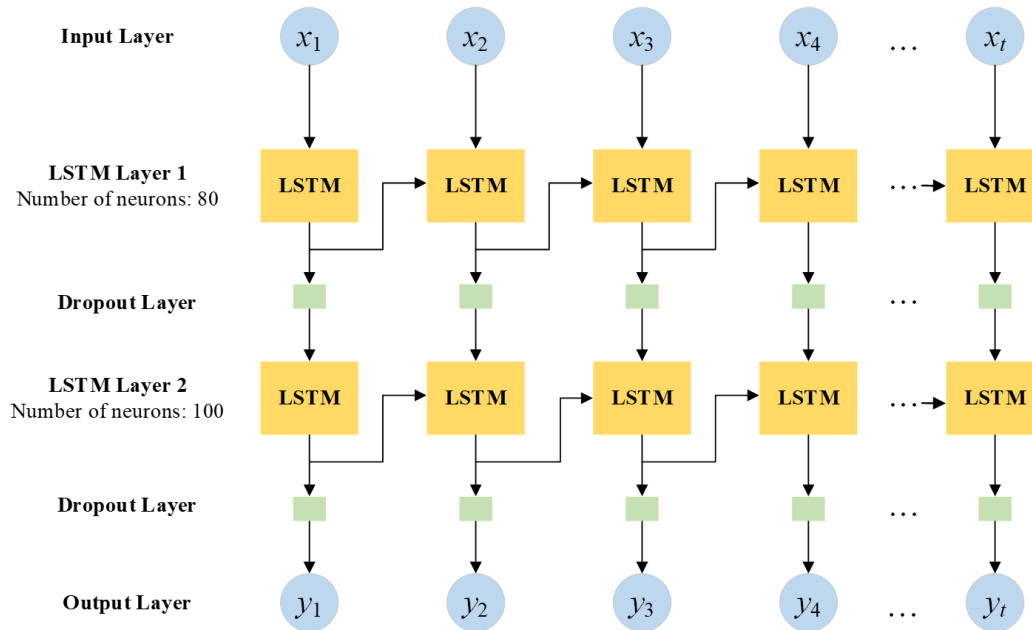 Input Layer x1 x2 x3 x4 … xt
LSTM Layer 1
Number of neurons: 80
LSTM LSTM LSTM LSTM … LSTM
Dropout Layer …
LSTM Layer 2
Number of neurons: 100
LSTM LSTM LSTM LSTM … LSTM
Dropout Layer …
Output Layer y1 y2 y3 y4 … yt